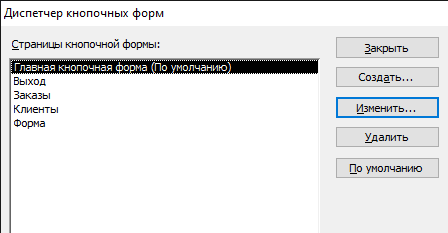 Диспетчер кнопочных форм
Страницы кнопочной формы:
Главная кнопочная форма (По умолчанию)
Выход
Заказы
Клиенты
Форма
Закрыть
Создать...
Изменить...
Удалить
По умолчанию